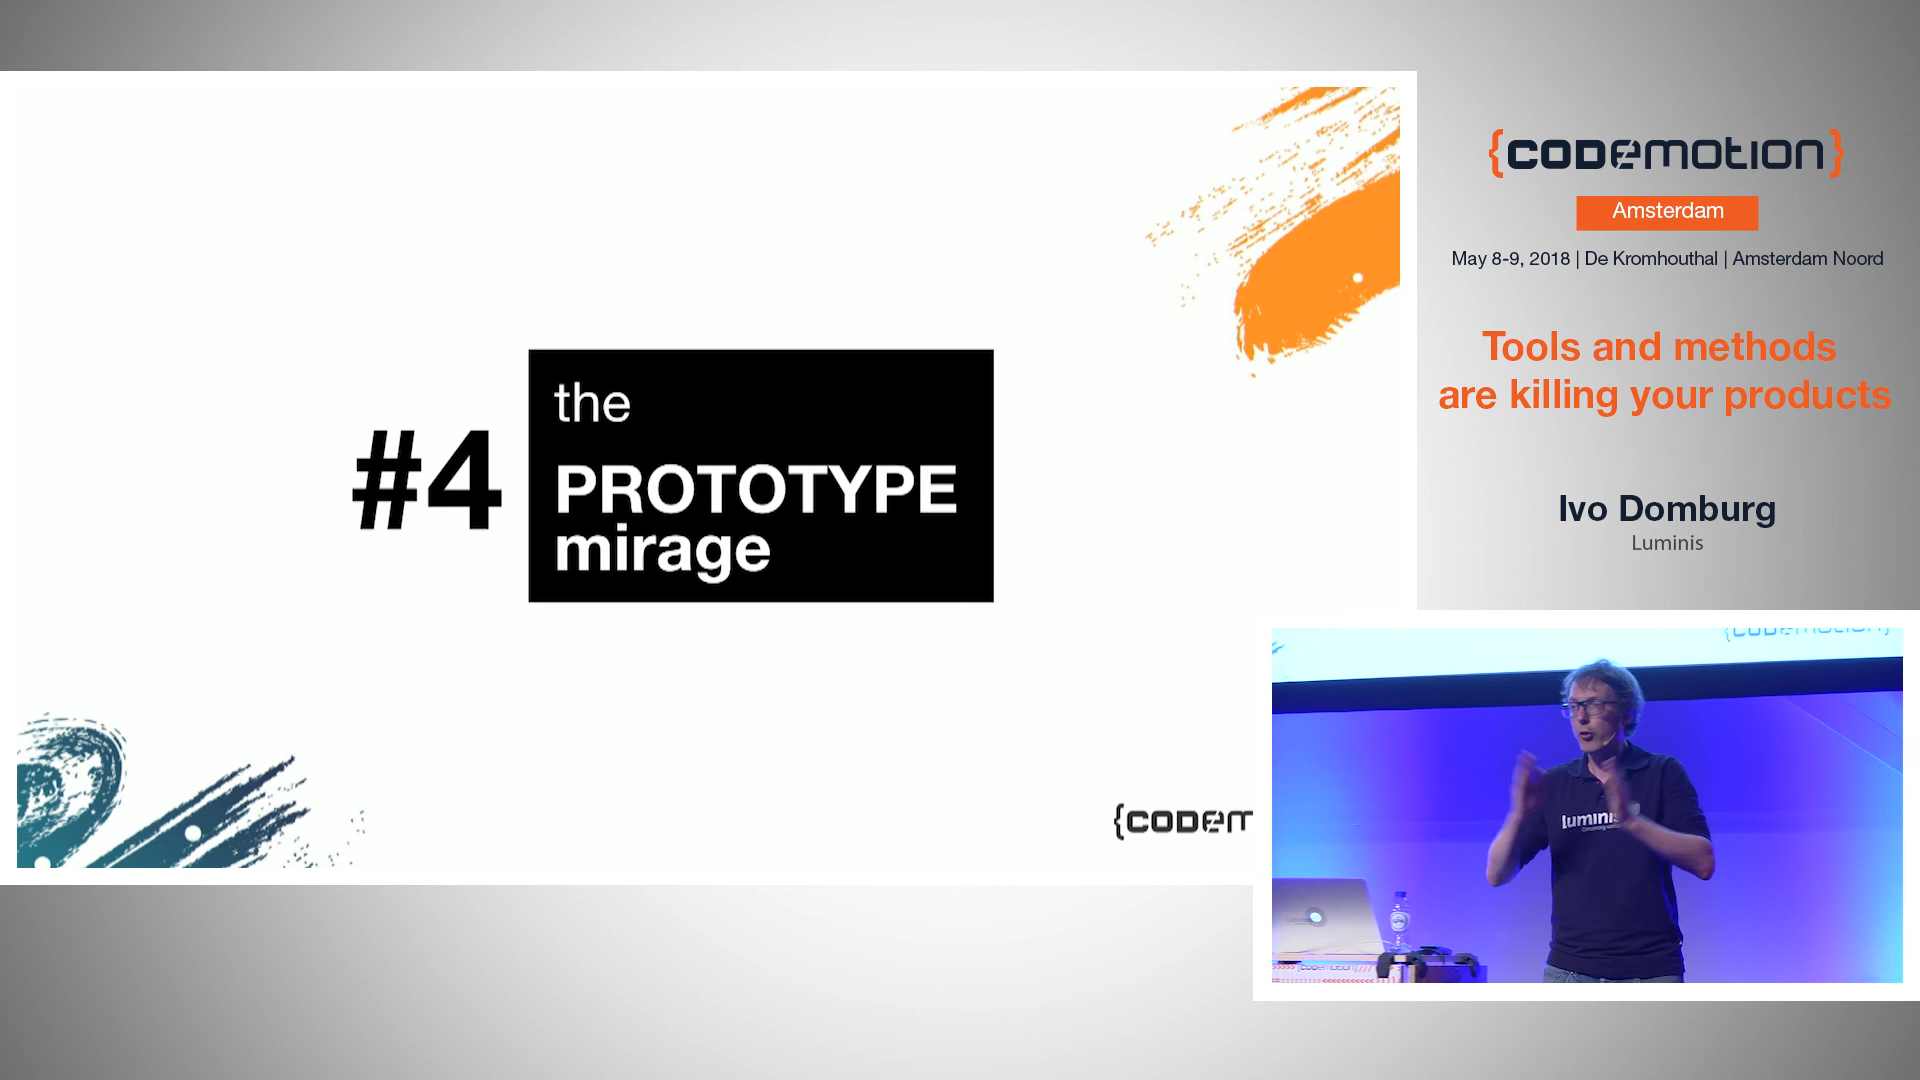 #4
the
PROTOTYPE
mirage
{CODEM
{CODEMOTION}
Amsterdam
May 8-9, 2018 | De Kromhouthal | Amsterdam Noord
Tools and methods
are killing your products
Ivo Domburg
Luminis
luminis
{CODEMOTION}